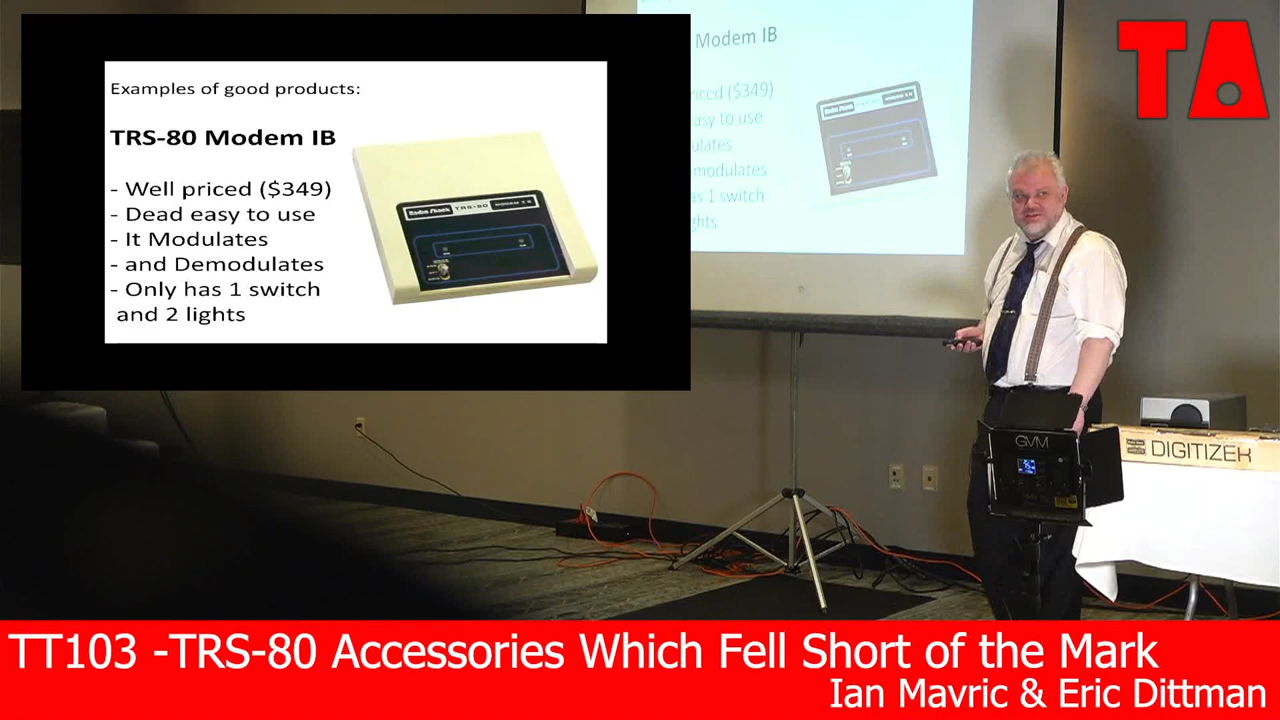 Examples of good products:
TRS-80 Modem IB
- Well priced ($349)
- Dead easy to use
- It Modulates
- and Demodulates
- Only has 1 switch
and 2 lights
Radio Shack TRS-80 MODEM I B
Modem IB
riced ($349)
asy to use
ulates
modulates
as 1 switch
ghts
TA
GVM
DIGITIZER
TT103 -TRS-80 Accessories Which Fell Short of the Mark
Ian Mavric & Eric Dittman